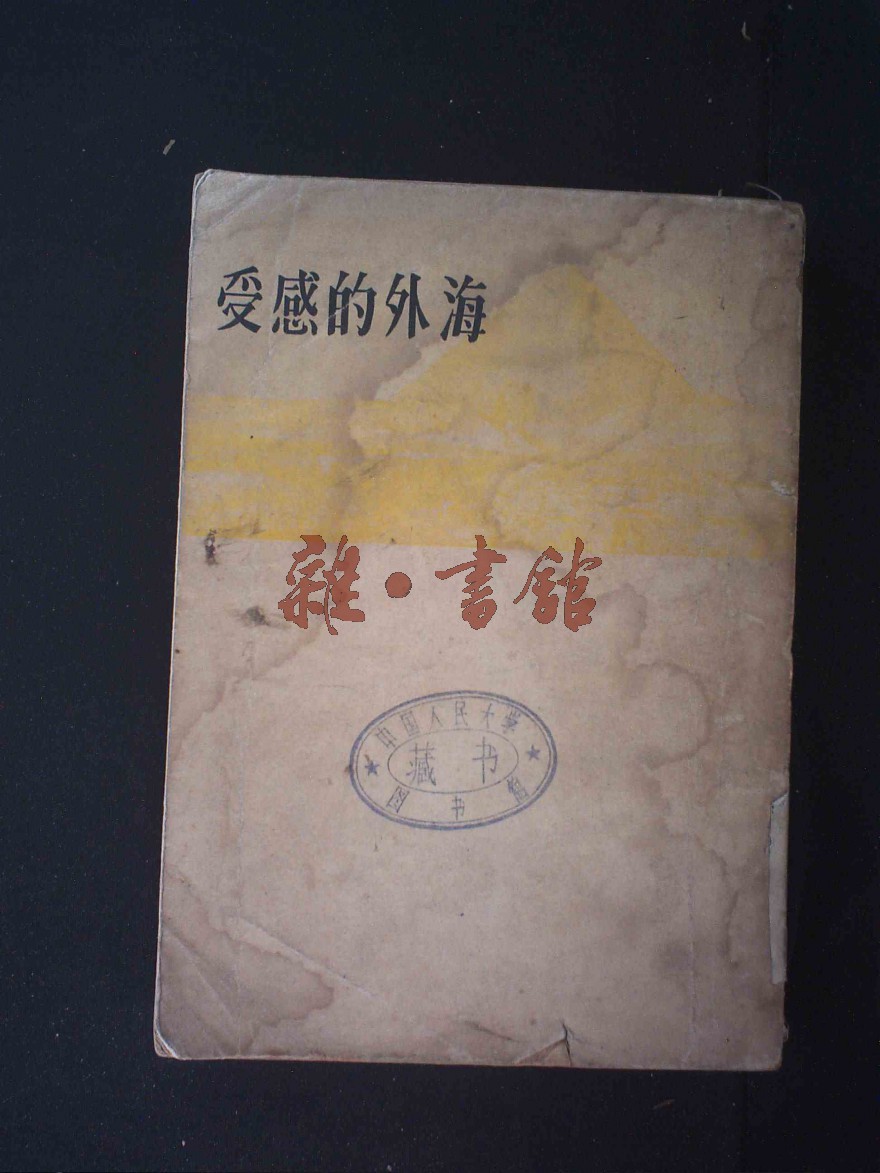 海外的感受
雜·書館
中国人民大学
藏书
图书馆